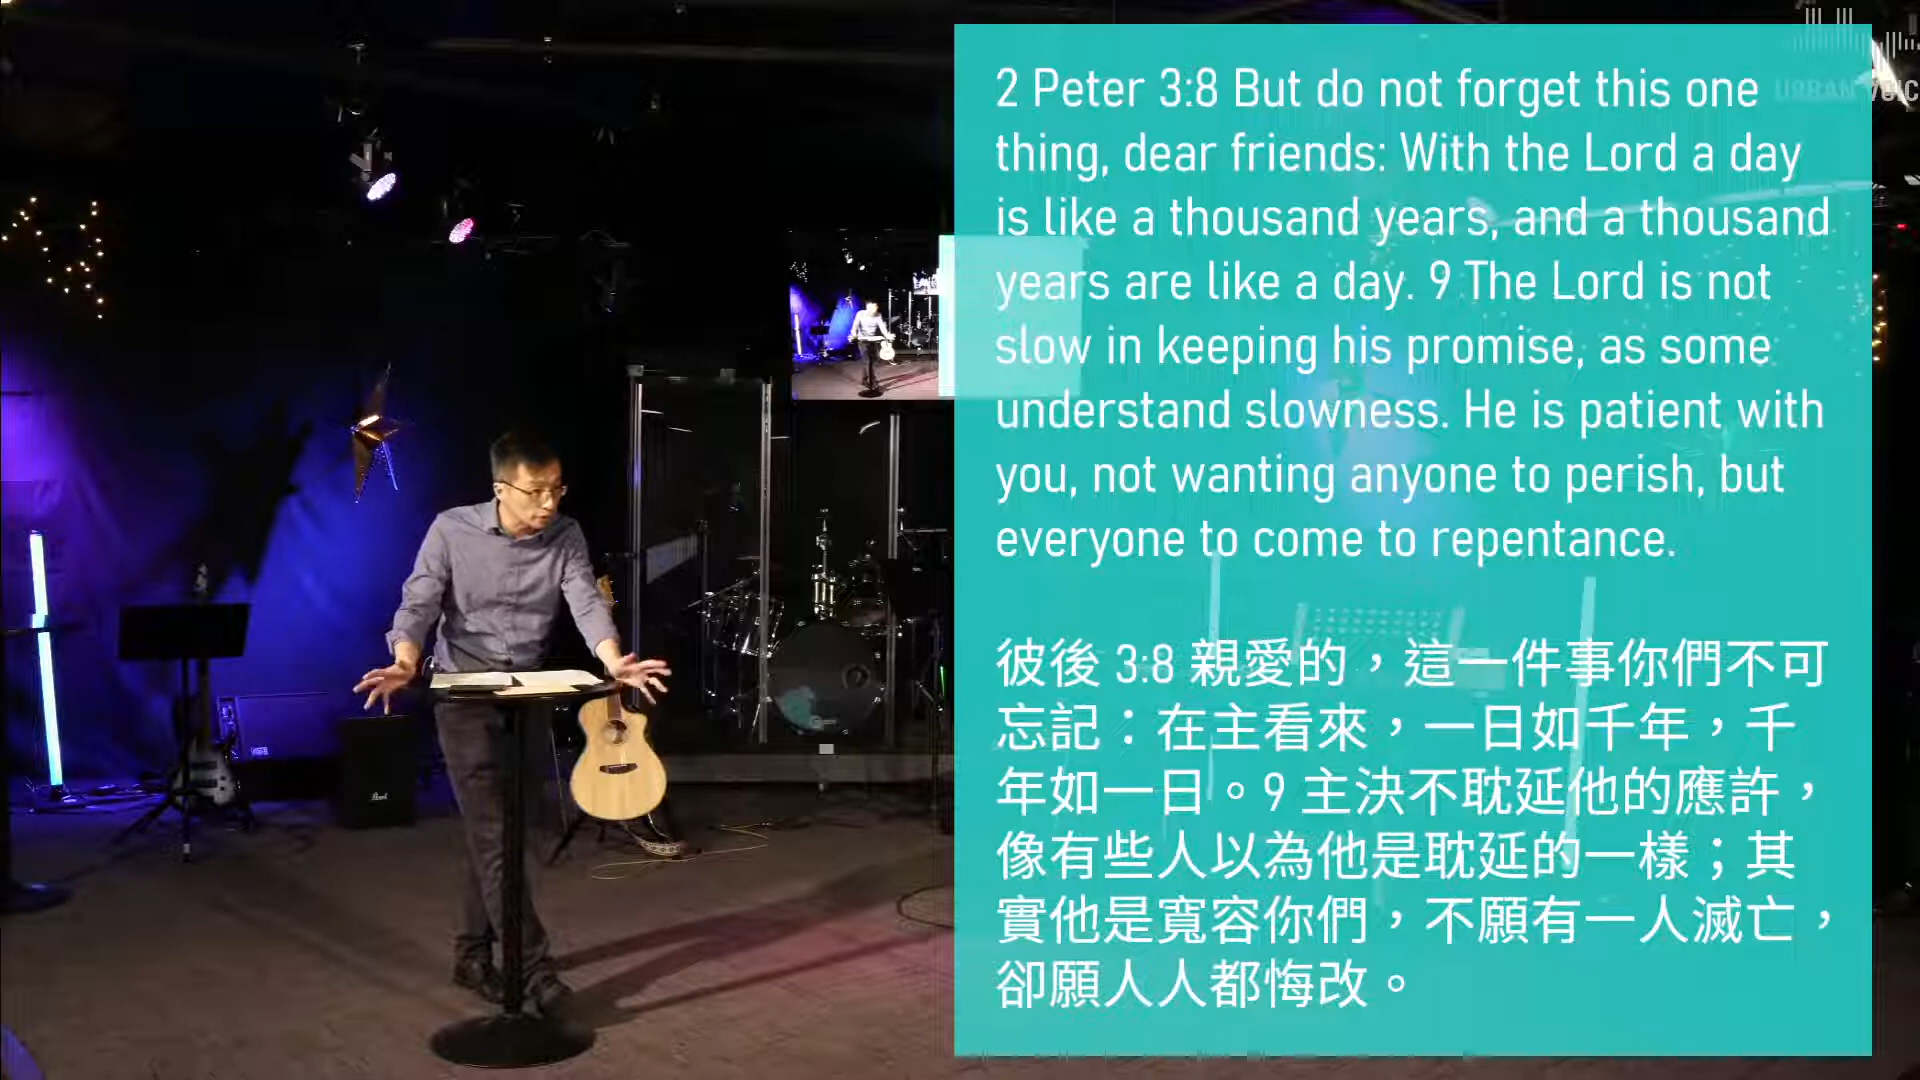 2 Peter 3:8 But do not forget this one
thing, dear friends: With the Lord a day
is like a thousand years, and a thousand
years are like a day. 9 The Lord is not
slow in keeping his promise, as some
understand slowness. He is patient with
you, not wanting anyone to perish, but
everyone to come to repentance.
彼後 3:8 親愛的，這一件事你們不可
忘記：在主看來，一日如千年，千
年如一日。9 主決不耽延他的應許，
像有些人以為他是耽延的一樣；其
實他是寬容你們，不願有一人滅亡，
卻願人人都悔改。
URBAN VOIC
Pearl